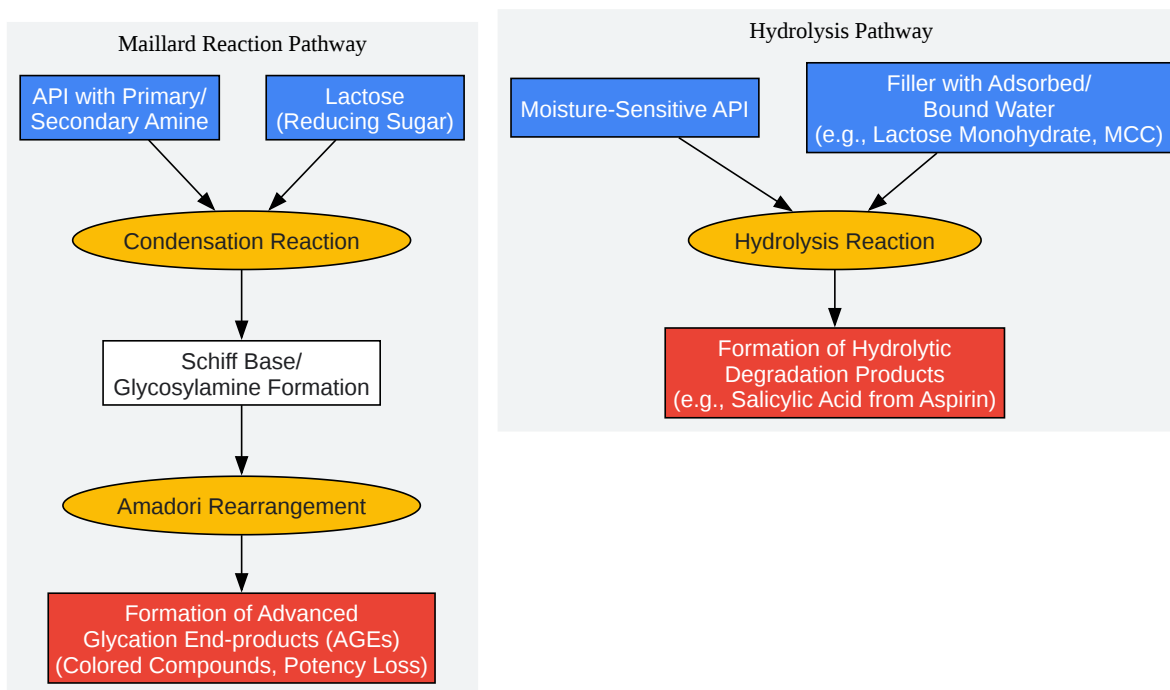 Maillard Reaction Pathway
API with Primary/
Secondary Amine
Lactose
(Reducing Sugar)
Condensation Reaction
Schiff Base/
Glycosylamine Formation
Amadori Rearrangement
Formation of Advanced
Glycation End-products (AGEs)
(Colored Compounds, Potency Loss)
Hydrolysis Pathway
Moisture-Sensitive API
Filler with Adsorbed/
Bound Water
(e.g., Lactose Monohydrate, MCC)
Hydrolysis Reaction
Formation of Hydrolytic
Degradation Products
(e.g., Salicylic Acid from Aspirin)